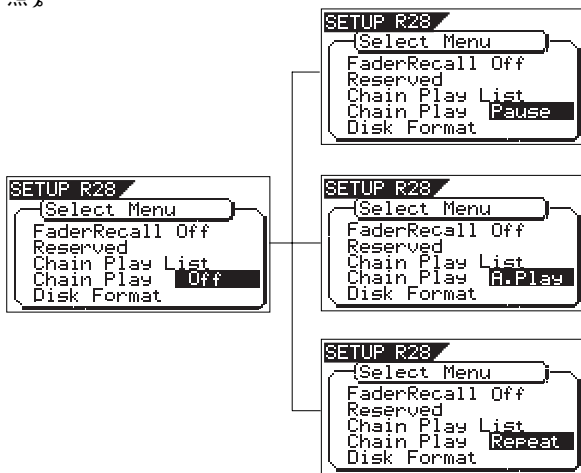 SETUP R28
Select Menu
FaderRecall Off
Reserved
Chain Play List
Chain Play Pause
Disk Format
SETUP R28
Select Menu
FaderRecall Off
Reserved
Chain Play List
Chain Play Off
Disk Format
SETUP R28
Select Menu
FaderRecall Off
Reserved
Chain Play List
Chain Play A.Play
Disk Format
SETUP R28
Select Menu
FaderRecall Off
Reserved
Chain Play List
Chain Play Repeat
Disk Format